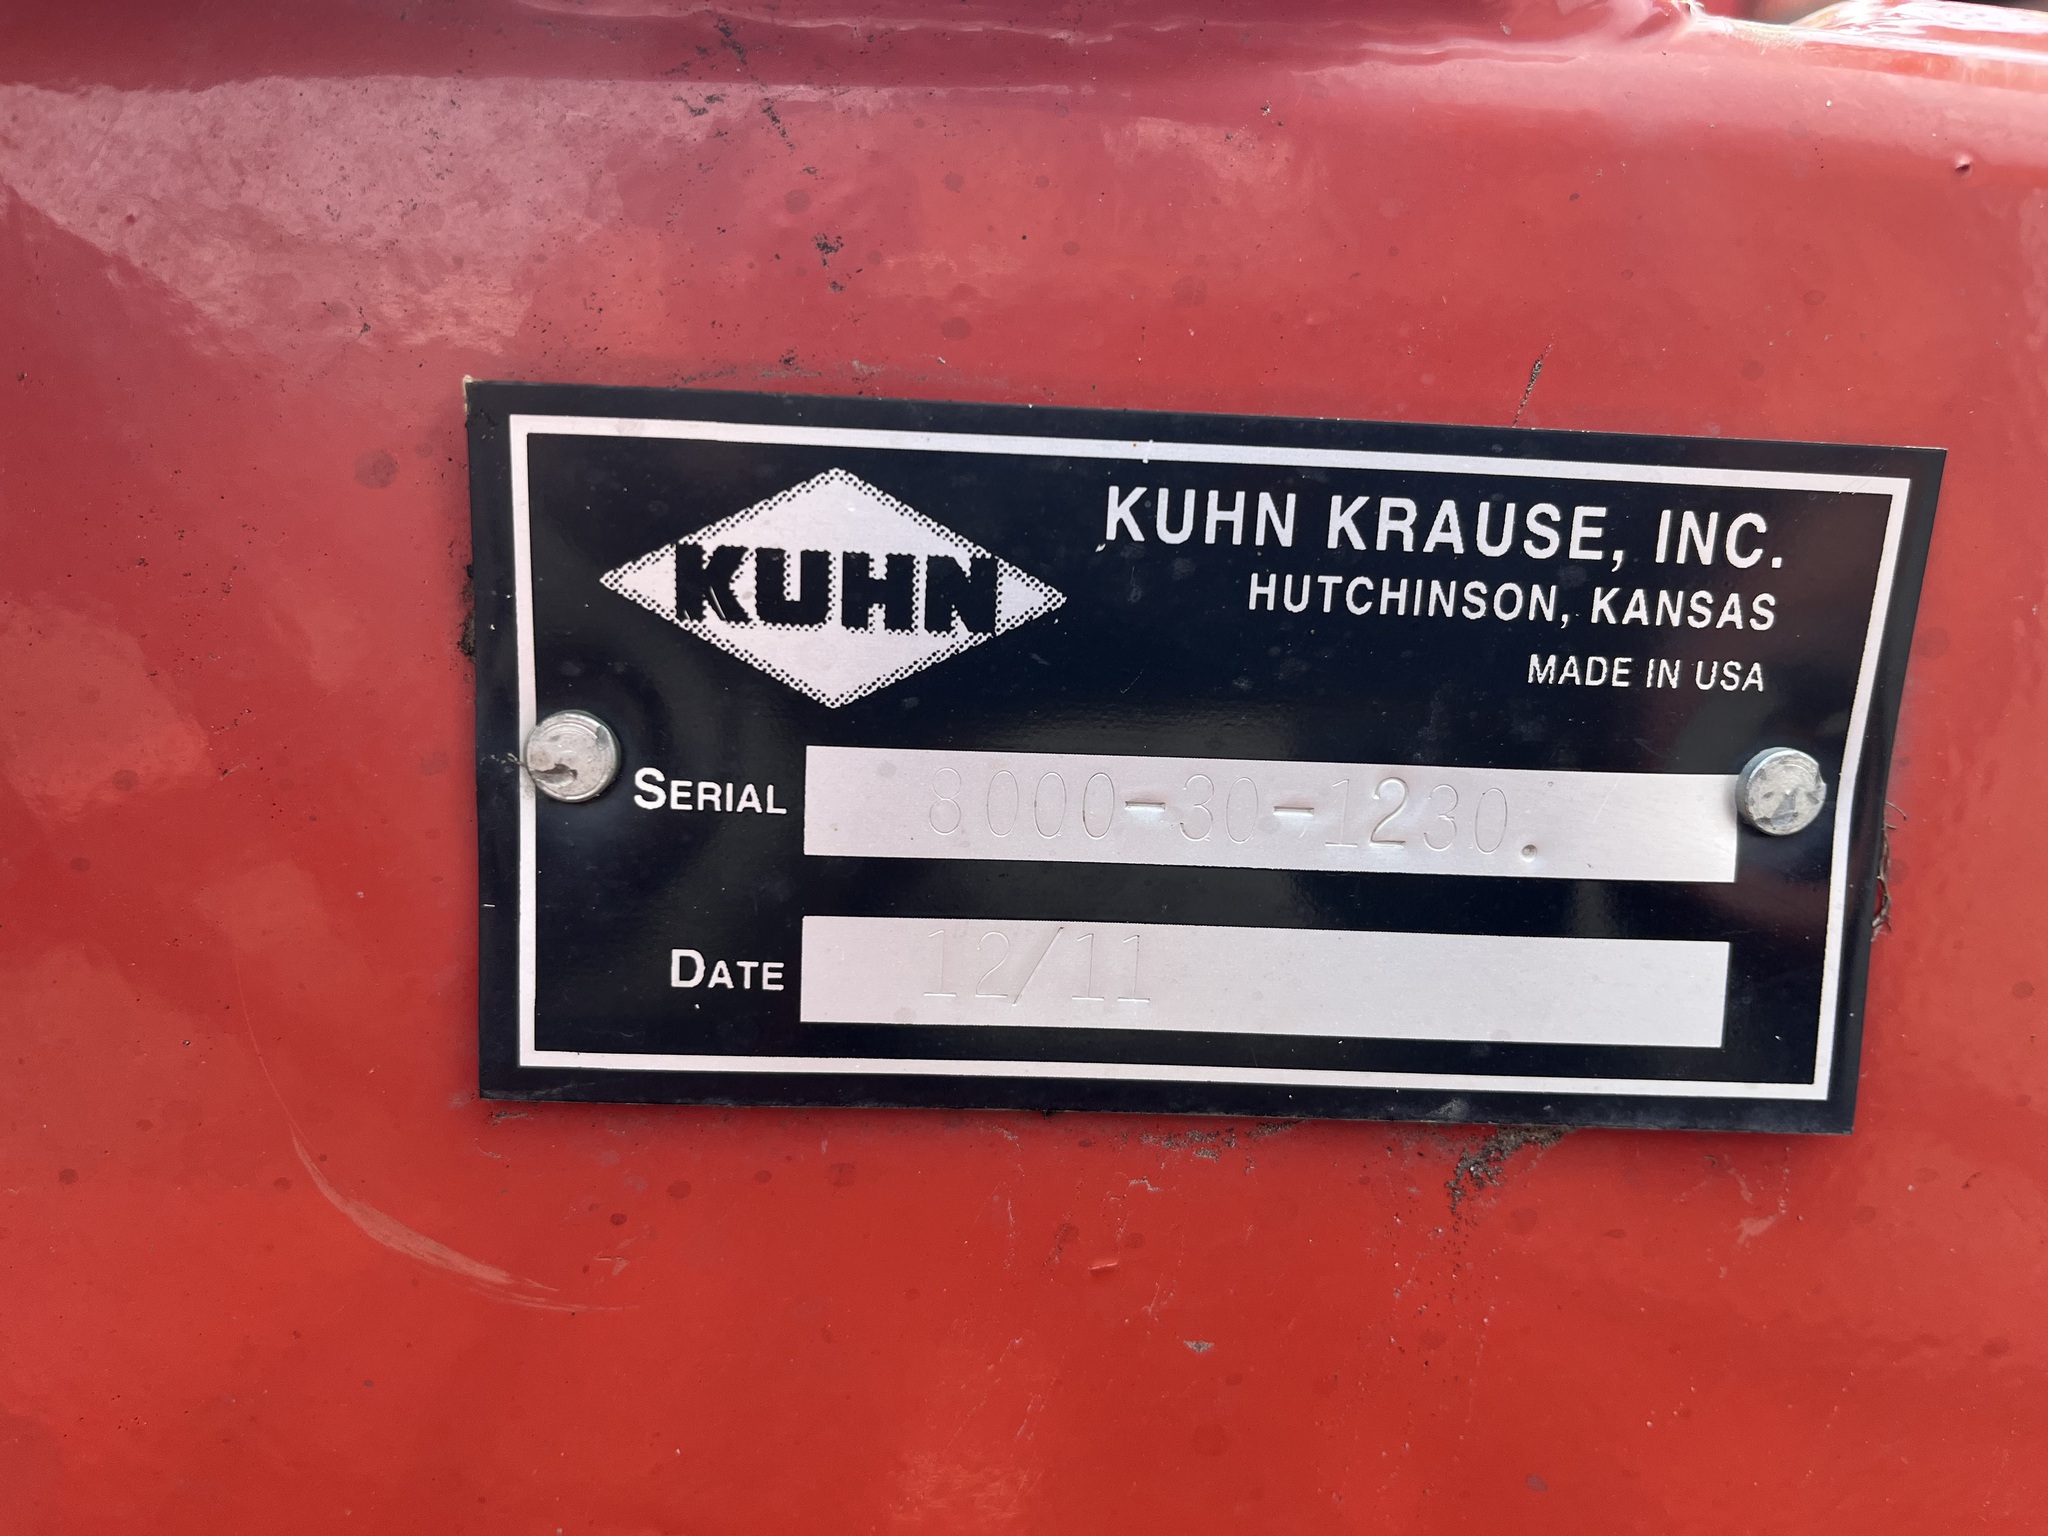 KUHN
KUHN KRAUSE, INC.
HUTCHINSON, KANSAS
MADE IN USA
SERIAL 8000-30-1230.
DATE 12/11